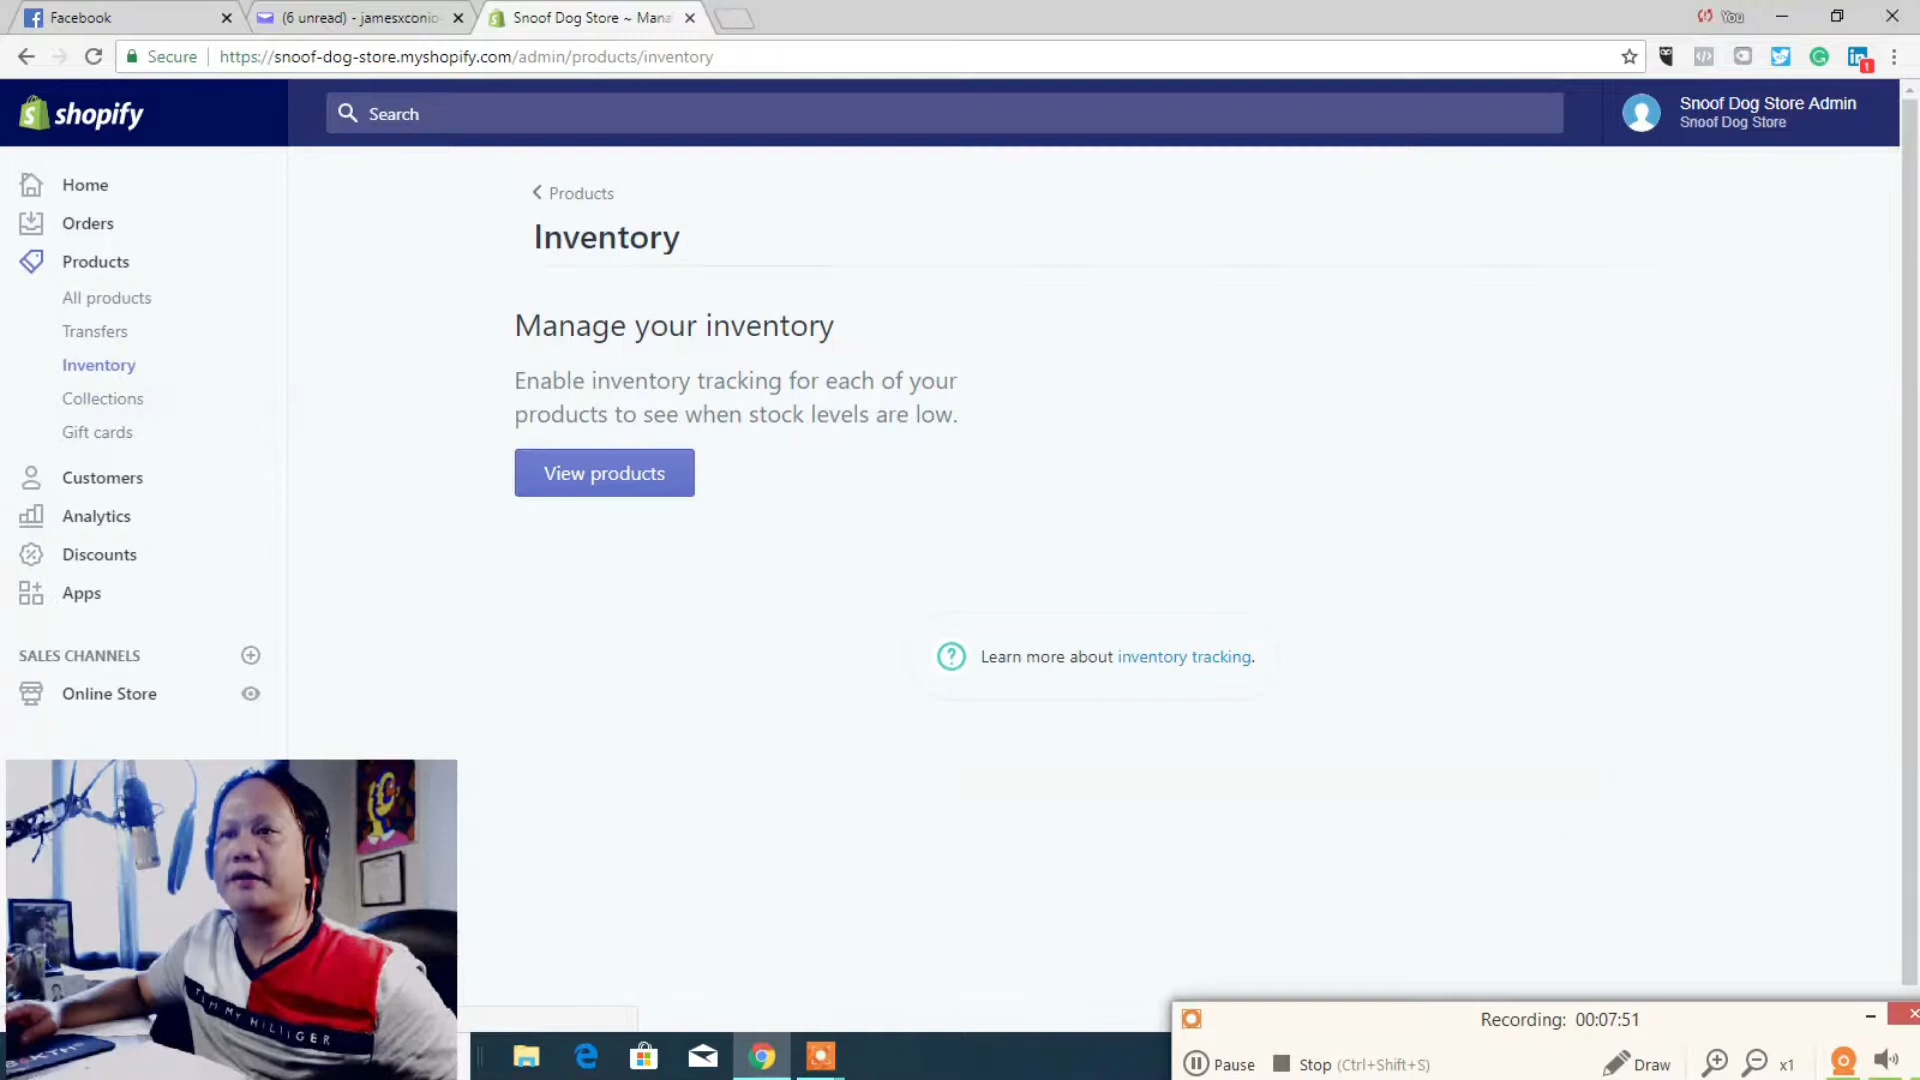 Facebook
(6 unread) - jamesxconio
Snoof Dog Store ~ Mana
You
Secure
https://snoof-dog-store.myshopify.com/admin/products/inventory
1
shopify
Search
Snoof Dog Store Admin
Snoof Dog Store
Home
Orders
Products
All products
Transfers
Inventory
Collections
Gift cards
Customers
Analytics
Discounts
Apps
SALES CHANNELS
Online Store
Products
Inventory
Manage your inventory
Enable inventory tracking for each of your
products to see when stock levels are low.
View products
Learn more about inventory tracking.
TOMMY HILFIGER
Recording: 00:07:51
Pause
Stop (Ctrl+Shift+S)
Draw
x1